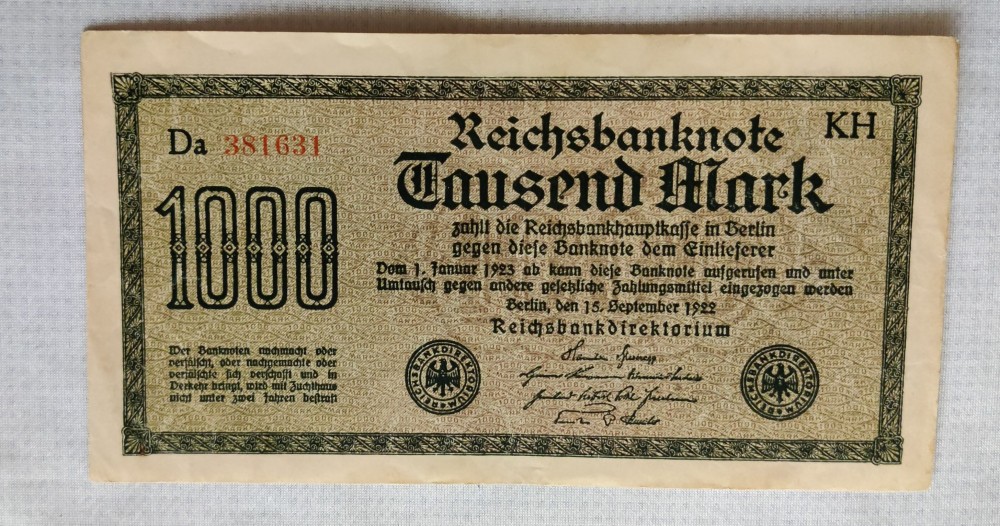 Da 381631
KH
Reichsbanknote
Tausend Mark
1000
zahlt die Reichsbankhauptkasse in Berlin
gegen diese Banknote dem Einlieferer
Vom 1. Januar 1923 ab kann diese Banknote aufgerufen und unter
Umtausch gegen andere gesetzliche Zahlungsmittel eingezogen werden
Berlin, den 15. September 1922
Reichsbankdirektorium
Wer Banknoten nachmacht oder
verfälscht, oder nachgemachte oder
verfälschte sich verschafft und in
Verkehr bringt, wird mit Zuchthaus
nicht unter zwei Jahren bestraft
REICHSBANKDIREKTORIUM
REICHSBANKDIREKTORIUM